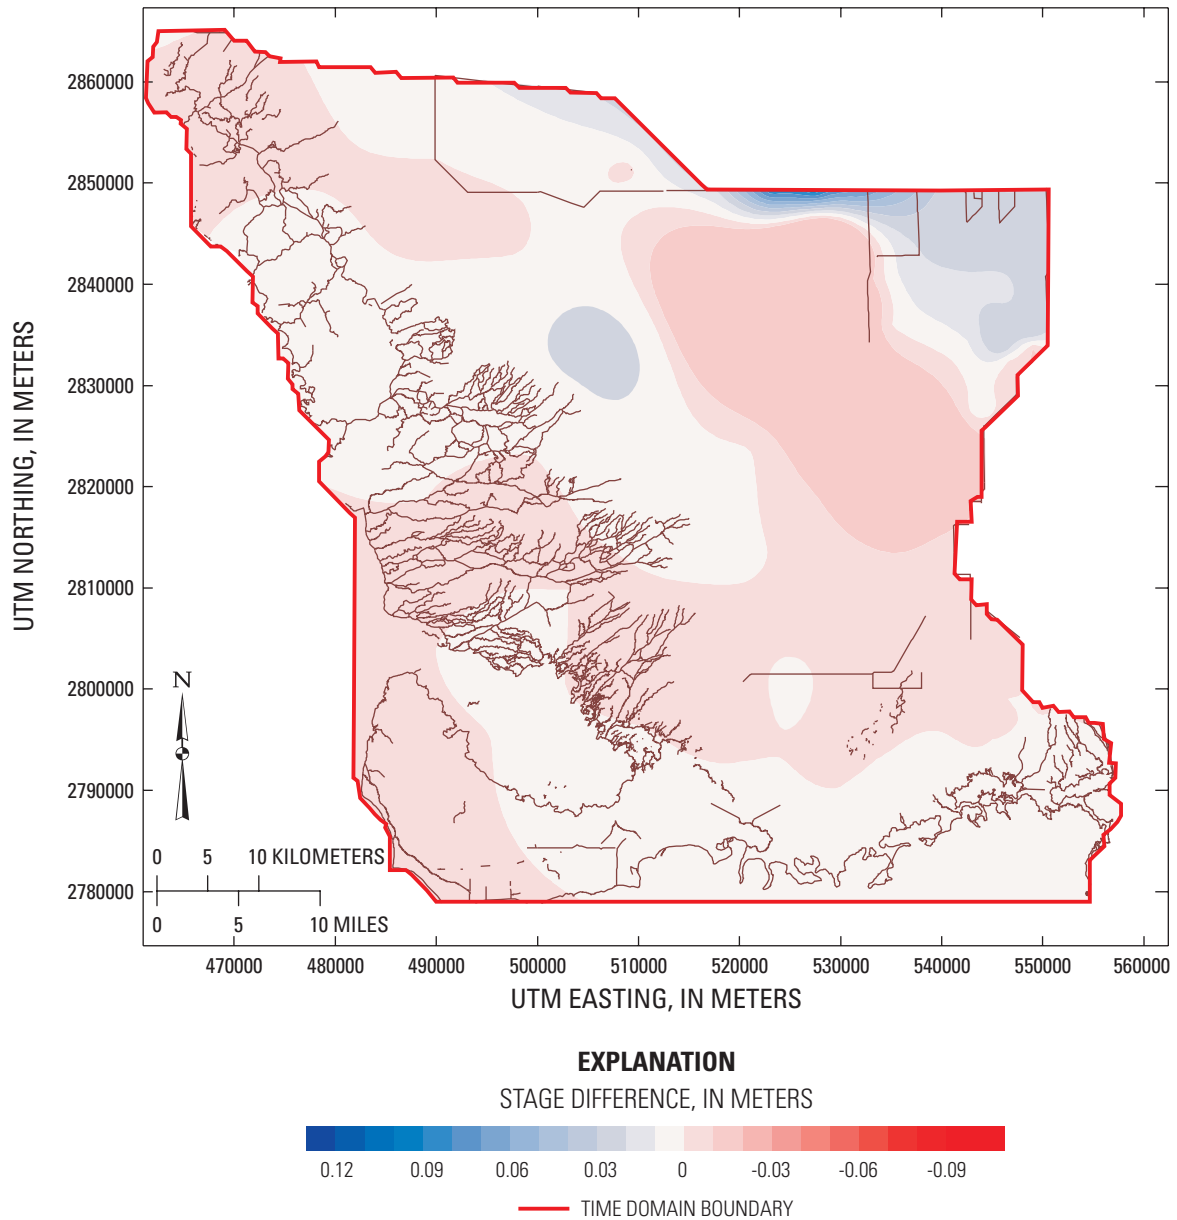 2860000
2850000
2840000
2830000
2820000
2810000
2800000
2790000
2780000
UTM NORTHING, IN METERS
N
0 5 10 KILOMETERS
0 5 10 MILES
470000 480000 490000 500000 510000 520000 530000 540000 550000 560000
UTM EASTING, IN METERS
EXPLANATION
STAGE DIFFERENCE, IN METERS
0.12 0.09 0.06 0.03 0 -0.03 -0.06 -0.09
TIME DOMAIN BOUNDARY